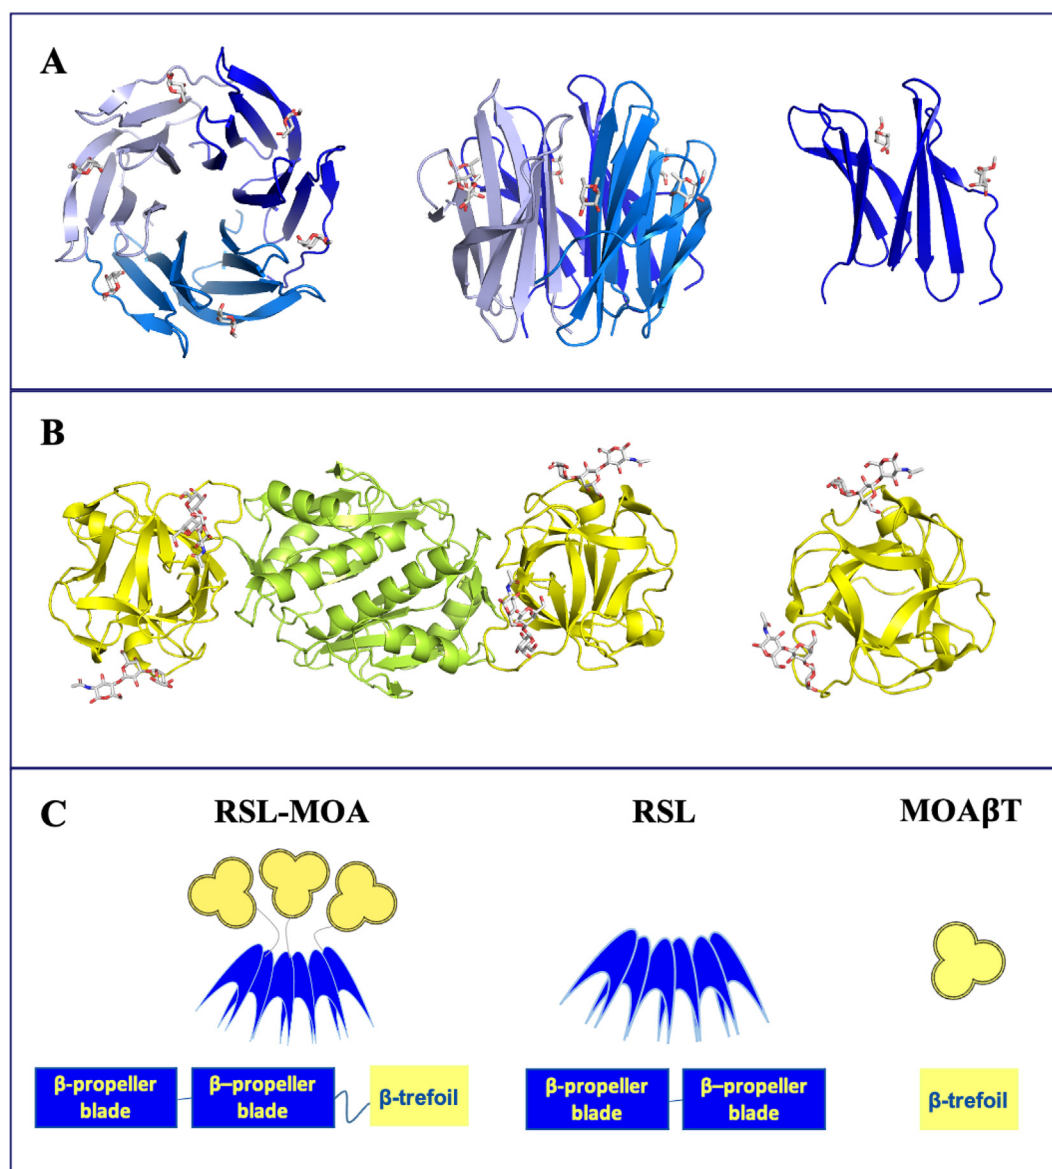 A
B
C
RSL-MOA
RSL
MOAβT
β-propeller
blade
β–propeller
blade
β-trefoil
β-propeller
blade
β–propeller
blade
β-trefoil